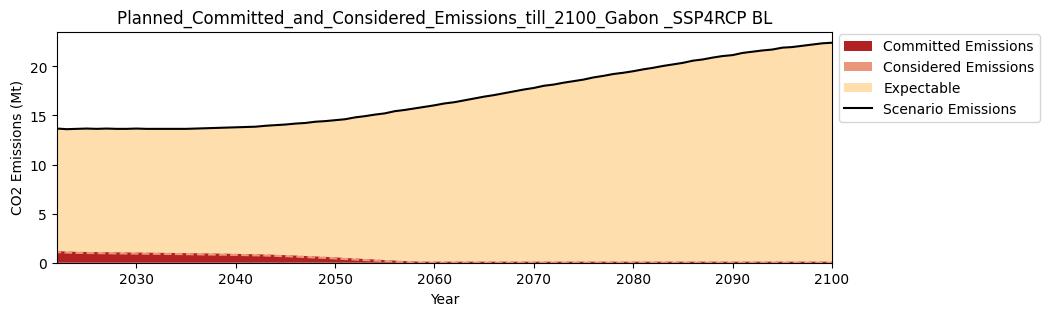 Planned_Committed_and_Considered_Emissions_till_2100_Gabon _SSP4RCP BL
Committed Emissions
Considered Emissions
Expectable
Scenario Emissions
CO2 Emissions (Mt)
20
15
10
5
0
2030 2040 2050 2060 2070 2080 2090 2100
Year